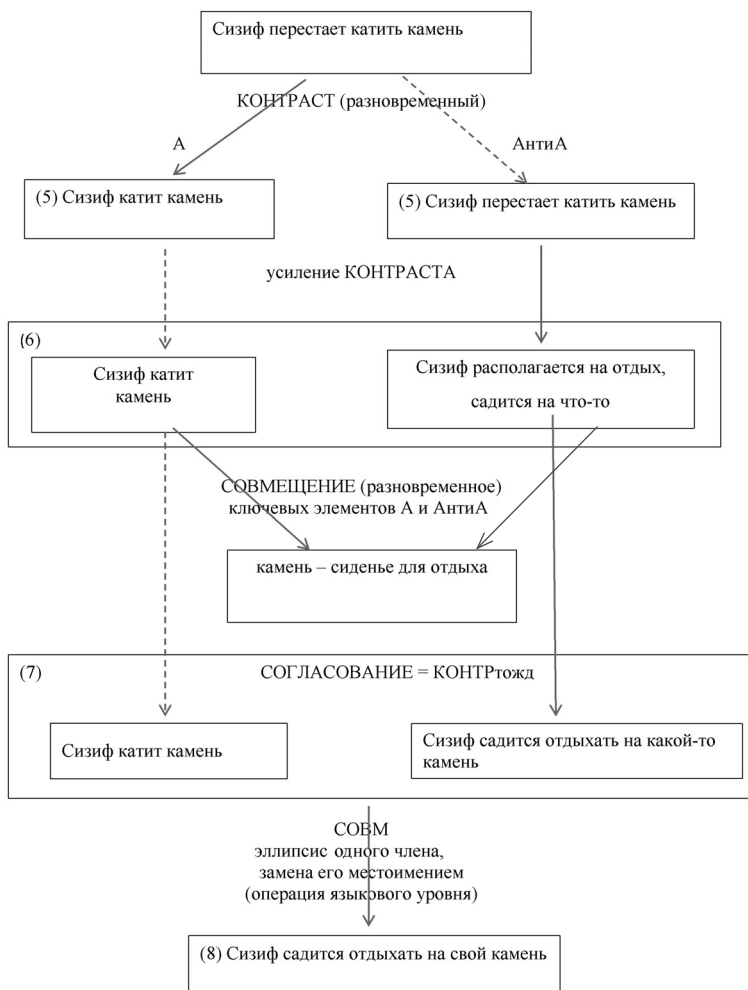 Сизиф перестает катить камень
КОНТРАСТ (разновременный)
А
АнтиА
(5) Сизиф катит камень
(5) Сизиф перестает катить камень
усиление КОНТРАСТА
(6)
Сизиф катит
камень
Сизиф располагается на отдых,
садится на что-то
СОВМЕЩЕНИЕ (разновременное)
ключевых элементов А и АнтиА
камень – сиденье для отдыха
(7)
СОГЛАСОВАНИЕ = КОНТРтожд
Сизиф катит камень
Сизиф садится отдыхать на какой-то
камень
СОВМ
эллипсис одного члена,
замена его местоимением
(операция языкового уровня)
(8) Сизиф садится отдыхать на свой камень